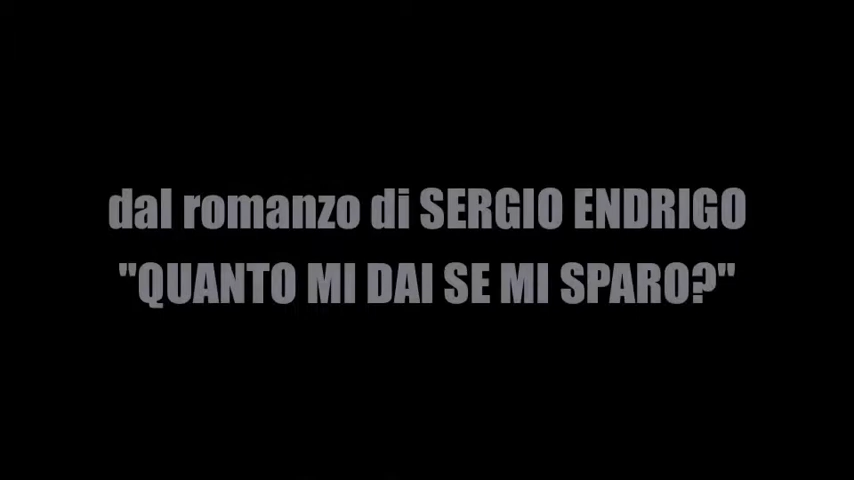 dal romanzo di SERGIO ENDRIGO
"QUANTO MI DAI SE MI SPARO?"